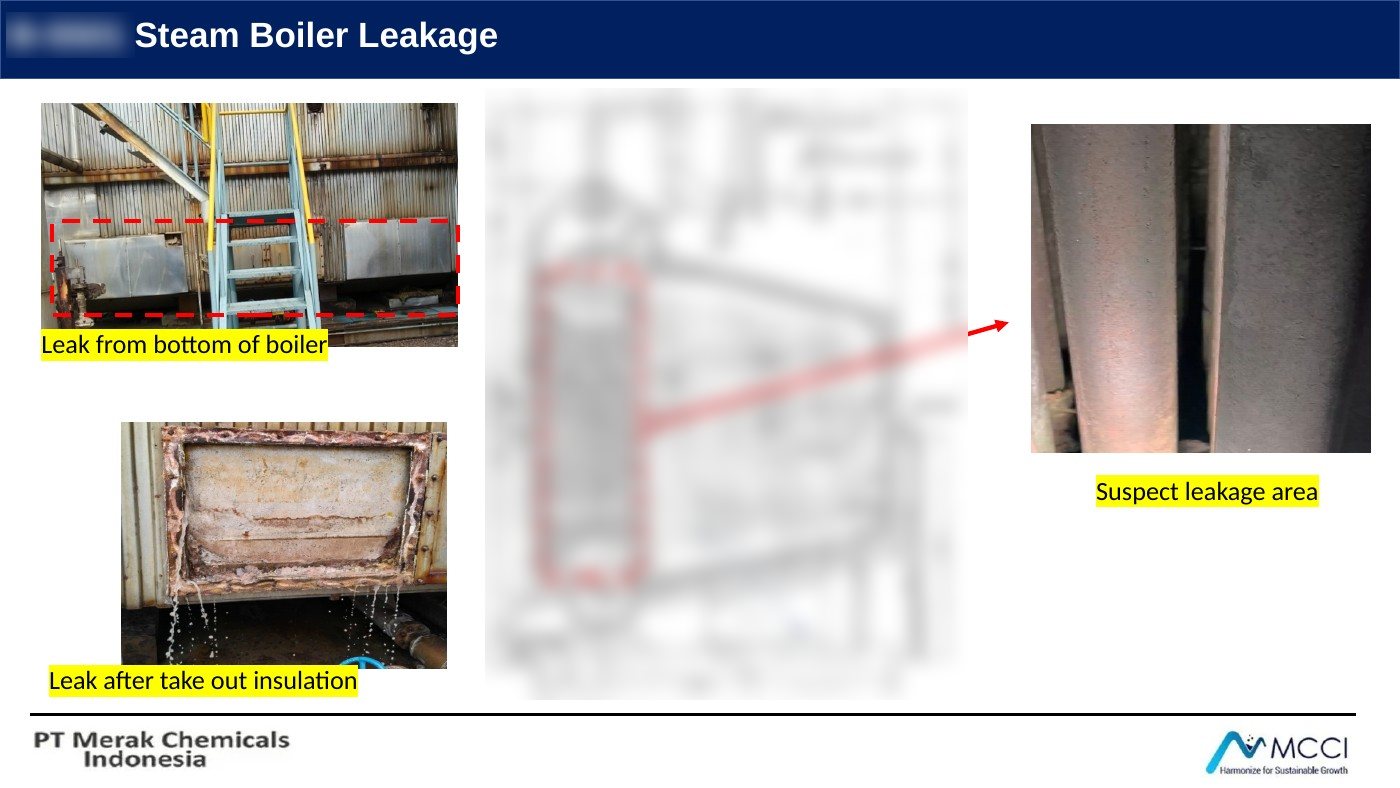 Steam Boiler Leakage
Leak from bottom of boiler
Suspect leakage area
Leak after take out insulation
PT Merak Chemicals
Indonesia
MCCI
Harmonize for Sustainable Growth